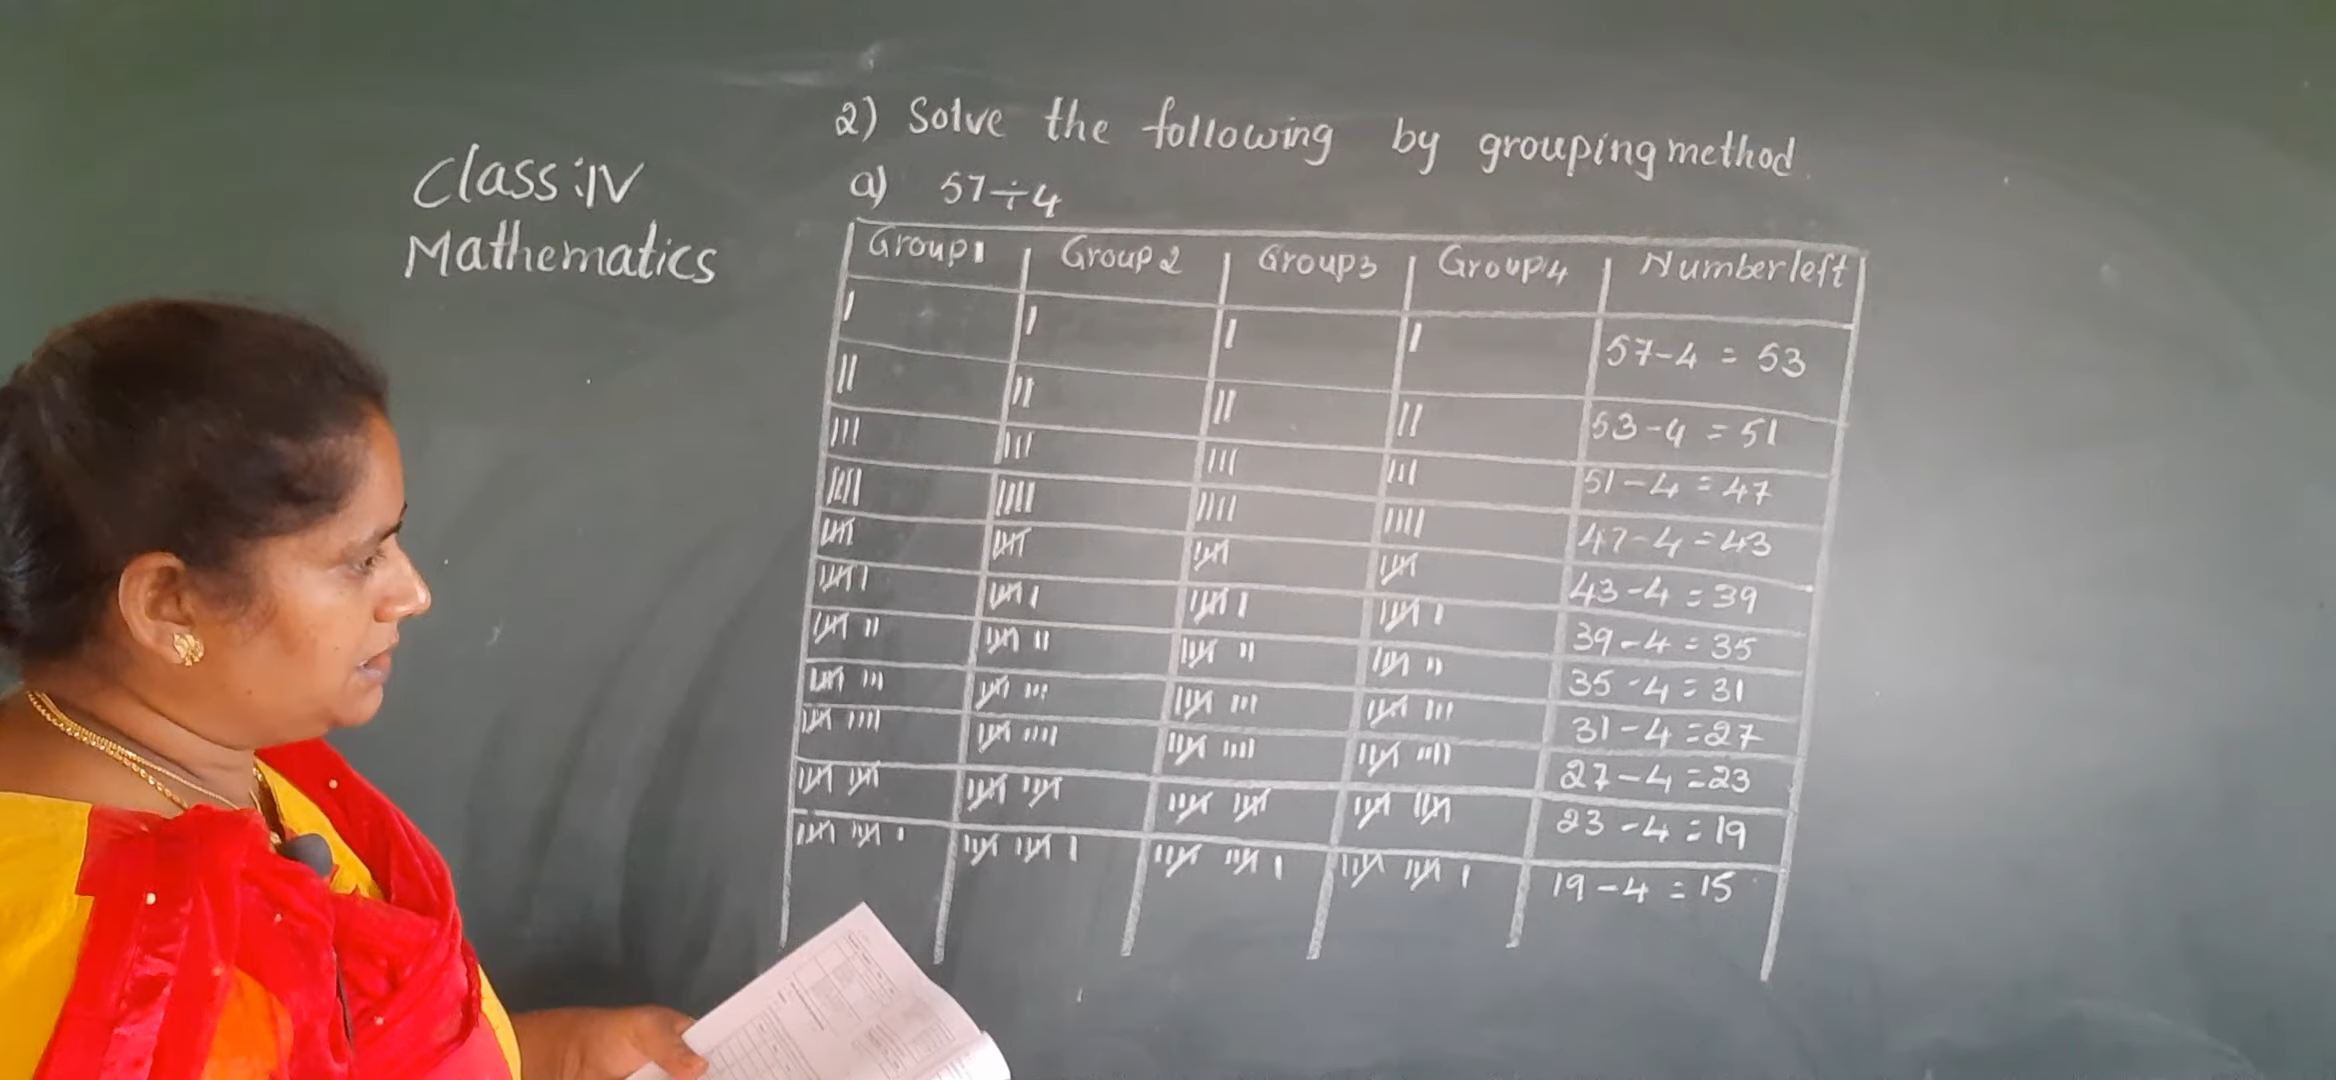 Class: IV
Mathematics
2) Solve the following by grouping method.
a) 57÷4
Group1 Group2 Group3 Group4 Number left
| | | | 57-4 = 53
|| || || || 53-4 = 51
||| ||| ||| ||| 51-4 = 47
|||| |||| |||| |||| 47-4 = 43
𝍸 𝍸 𝍸 𝍸 43-4 = 39
𝍸 | 𝍸 | 𝍸 | 𝍸 | 39-4 = 35
𝍸 || 𝍸 || 𝍸 || 𝍸 || 35-4 = 31
𝍸 ||| 𝍸 ||| 𝍸 ||| 𝍸 ||| 31-4 = 27
𝍸 |||| 𝍸 |||| 𝍸 |||| 𝍸 |||| 27-4 = 23
𝍸 𝍸 𝍸 𝍸 𝍸 𝍸 𝍸 𝍸 23-4 = 19
𝍸 𝍸 | 𝍸 𝍸 | 𝍸 𝍸 | 𝍸 𝍸 | 19-4 = 15